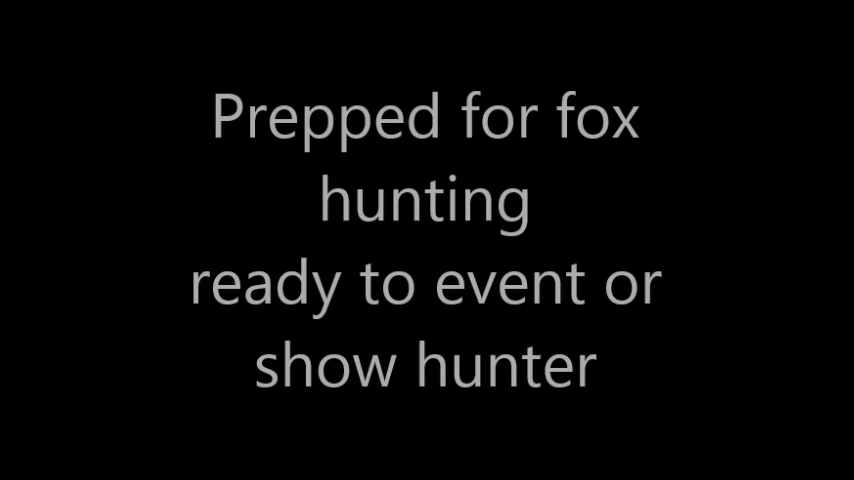 Prepped for fox
hunting
ready to event or
show hunter